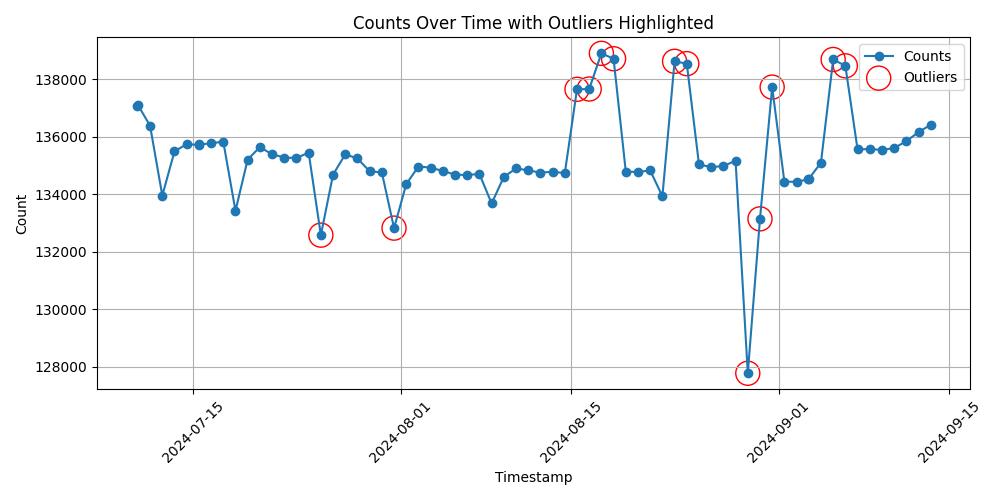 Counts Over Time with Outliers Highlighted
Counts
Outliers
Count
138000
136000
134000
132000
130000
128000
2024-07-15
2024-08-01
2024-08-15
2024-09-01
2024-09-15
Timestamp